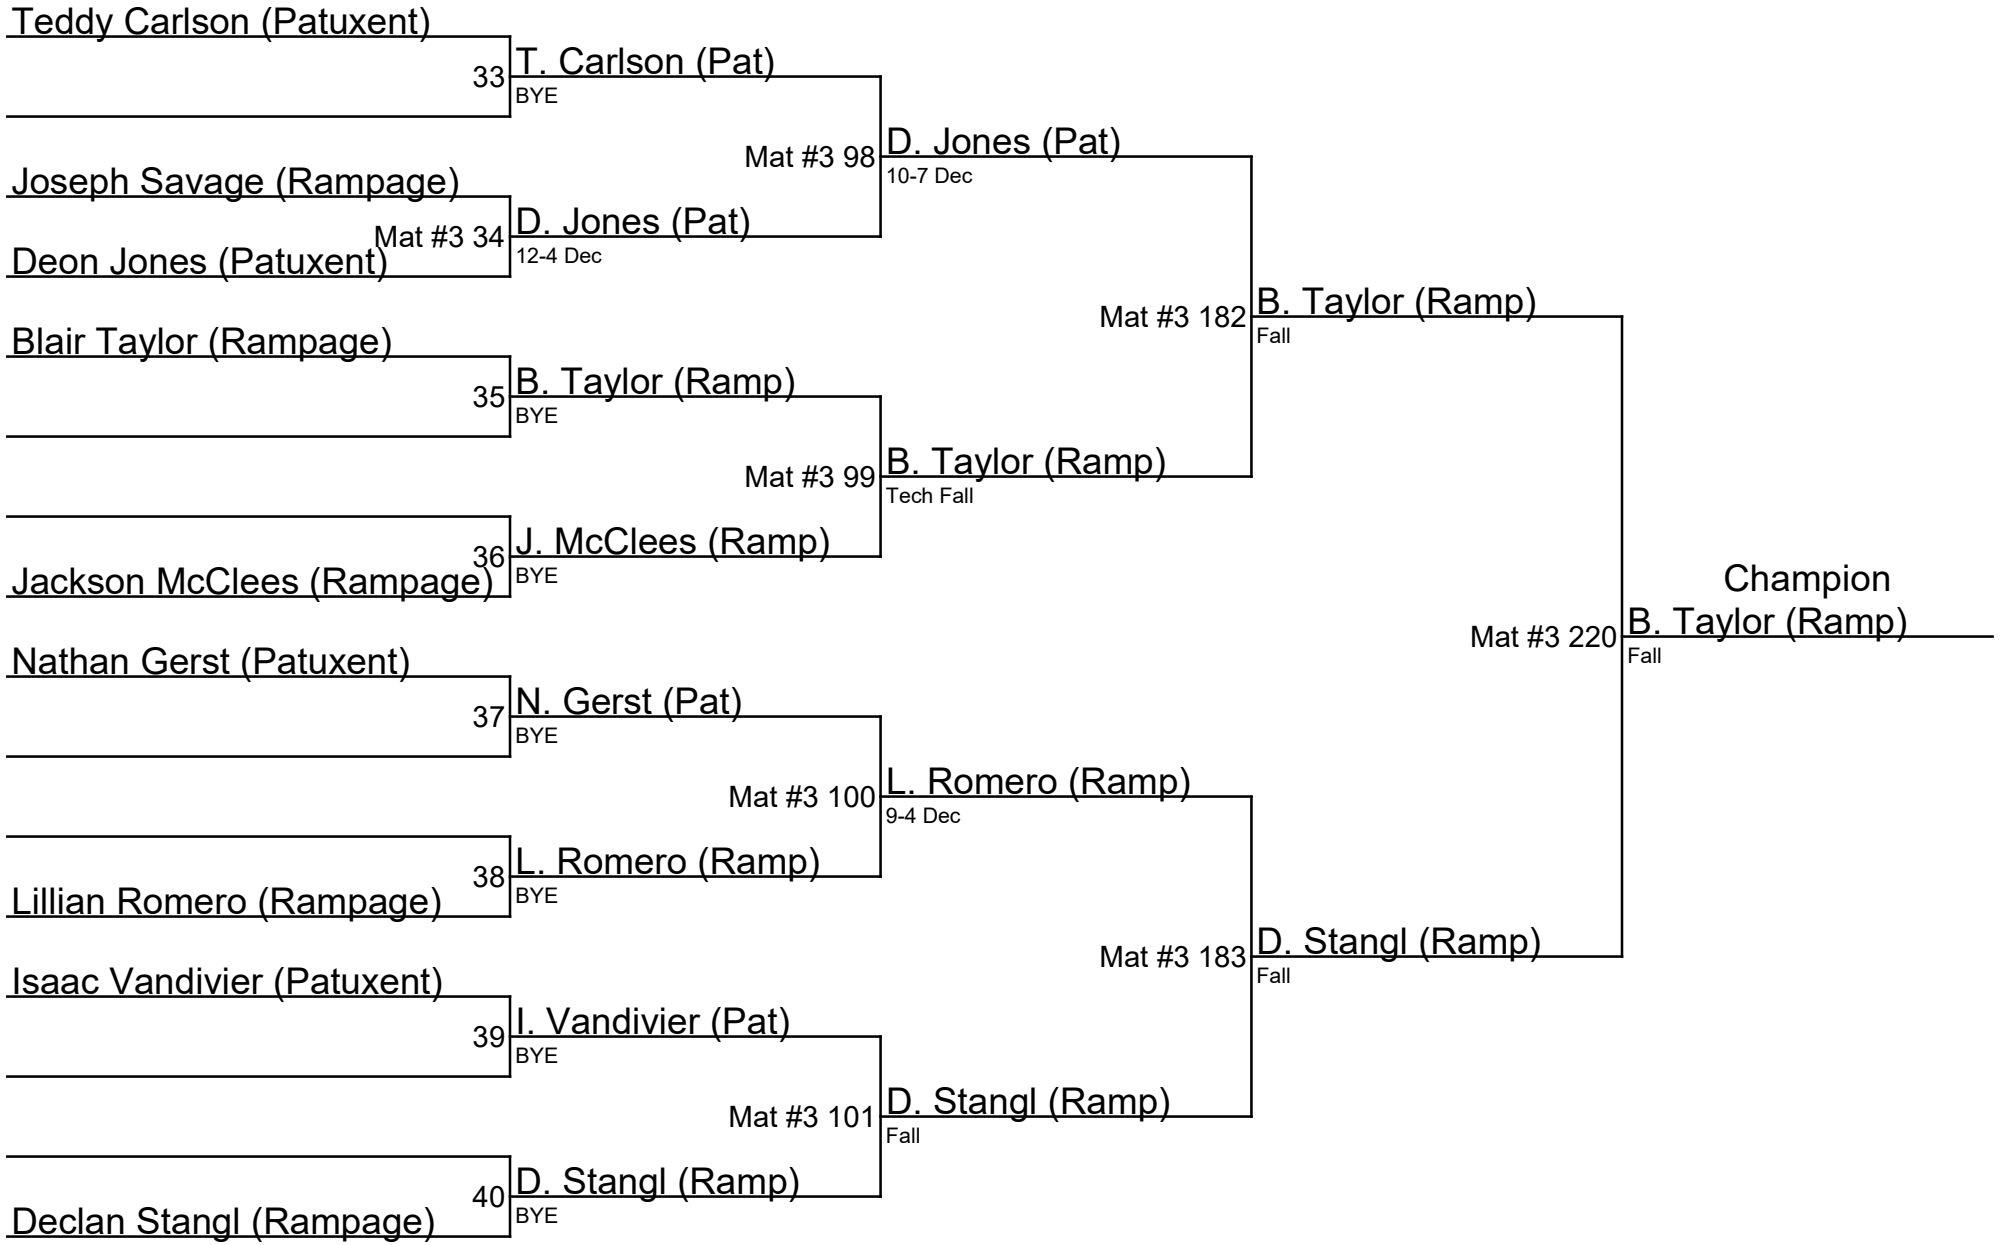 Teddy Carlson (Patuxent)
33
T. Carlson (Pat)
BYE
Mat #3 98
D. Jones (Pat)
10-7 Dec
Joseph Savage (Rampage)
Mat #3 34
D. Jones (Pat)
12-4 Dec
Deon Jones (Patuxent)
Mat #3 182
B. Taylor (Ramp)
Fall
Blair Taylor (Rampage)
35
B. Taylor (Ramp)
BYE
Mat #3 99
B. Taylor (Ramp)
Tech Fall
36
J. McClees (Ramp)
BYE
Jackson McClees (Rampage)
Champion
Mat #3 220
B. Taylor (Ramp)
Fall
Nathan Gerst (Patuxent)
37
N. Gerst (Pat)
BYE
Mat #3 100
L. Romero (Ramp)
9-4 Dec
38
L. Romero (Ramp)
BYE
Lillian Romero (Rampage)
Mat #3 183
D. Stangl (Ramp)
Fall
Isaac Vandivier (Patuxent)
39
I. Vandivier (Pat)
BYE
Mat #3 101
D. Stangl (Ramp)
Fall
40
D. Stangl (Ramp)
BYE
Declan Stangl (Rampage)